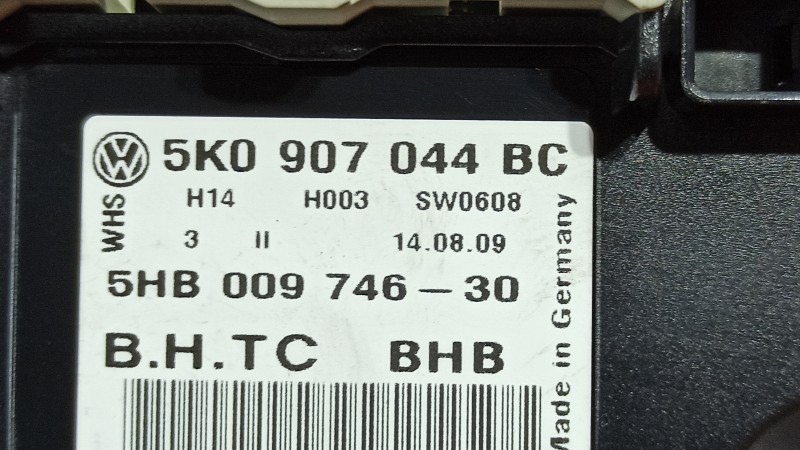 5K0 907 044 BC
H14 H003 SW0608
WHS
3 II 14.08.09
5HB 009 746-30
B.H.TC BHB
Made in Germany